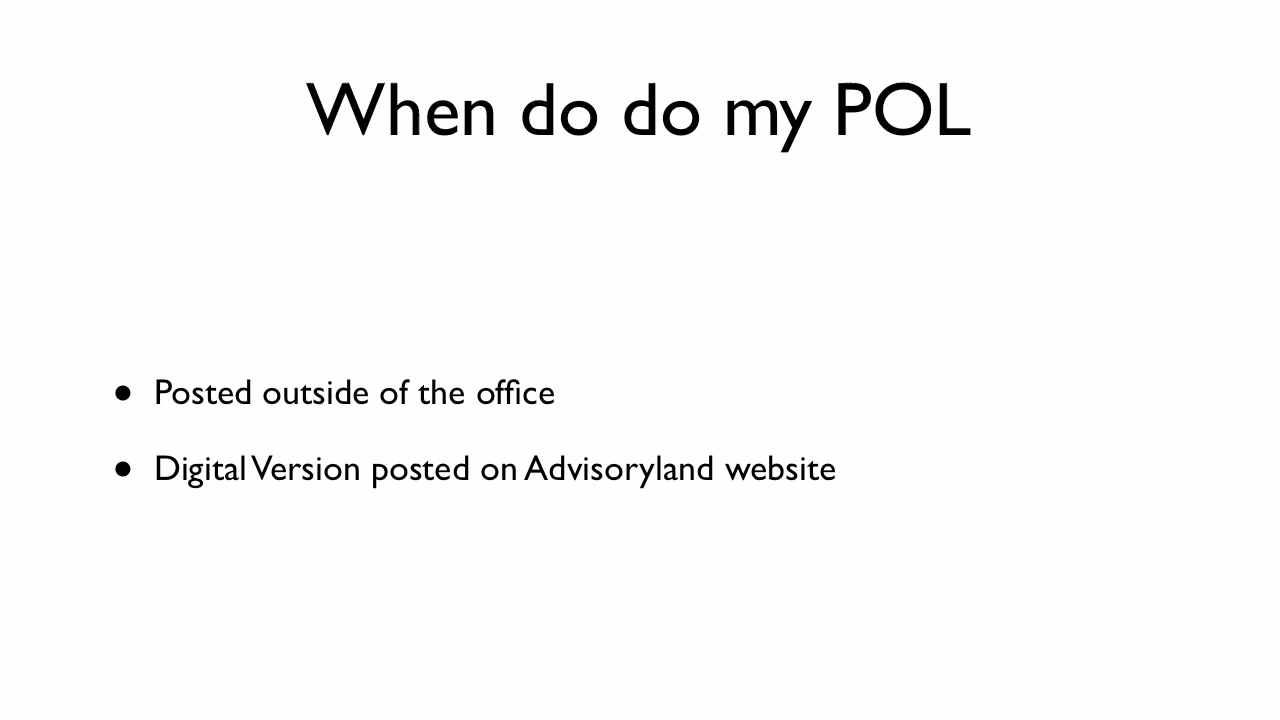 When do do my POL
• Posted outside of the office
• Digital Version posted on Advisoryland website